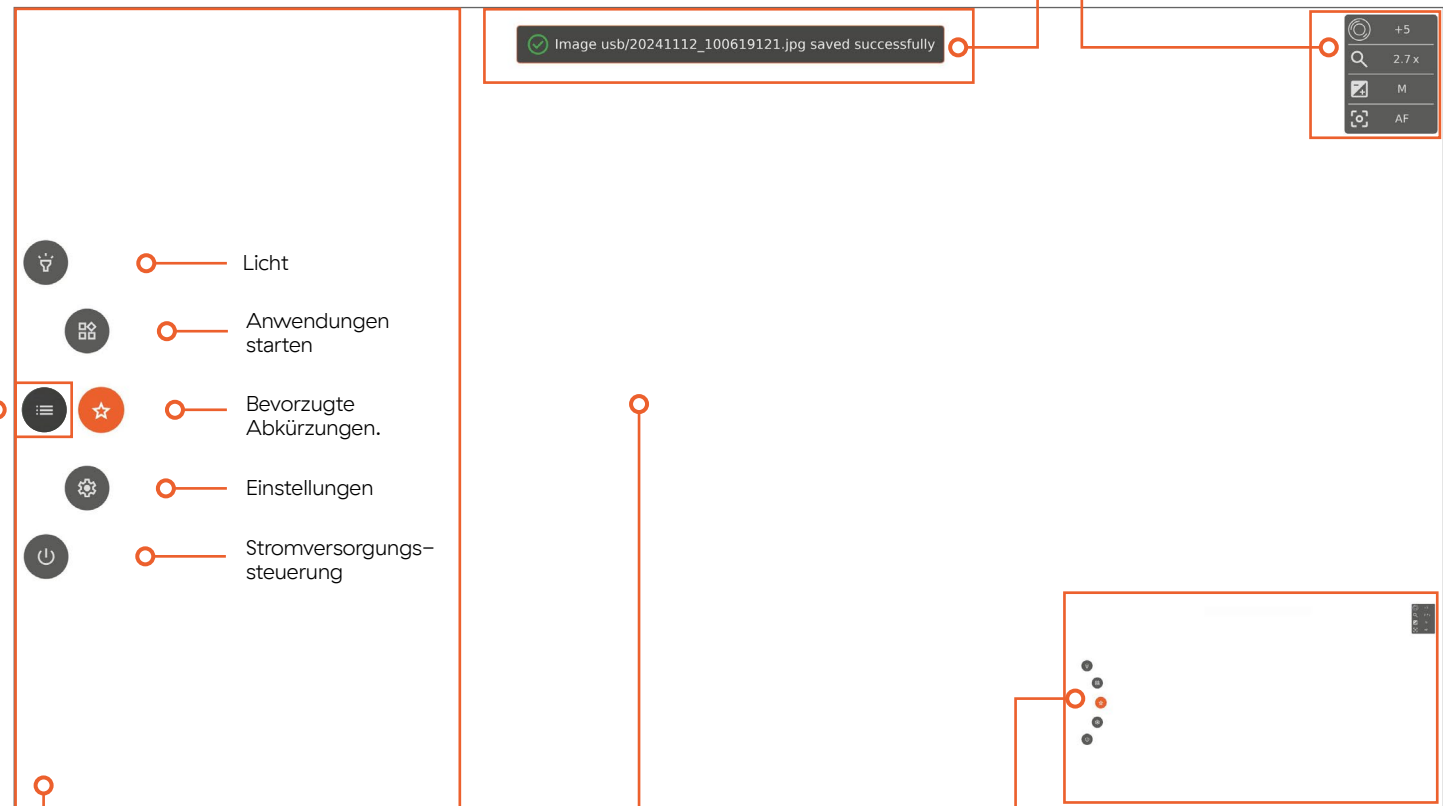 Image usb/20241112_100619121.jpg saved successfully
+5
2.7 x
M
AF
Licht
Anwendungen
starten
Bevorzugte
Abkürzungen.
Einstellungen
Stromversorgungs-
steuerung